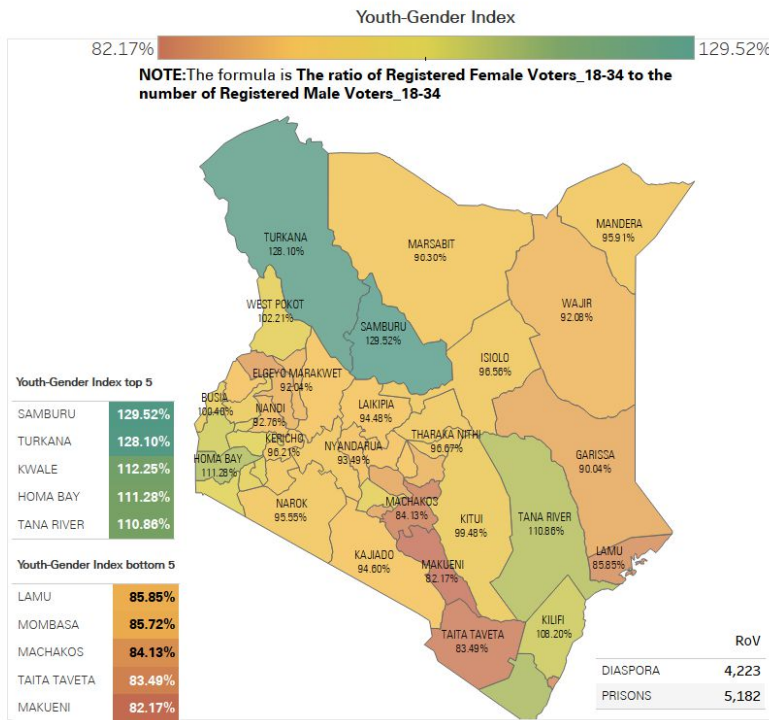 Youth-Gender Index
82.17%
129.52%
NOTE:The formula is The ratio of Registered Female Voters_18-34 to the
number of Registered Male Voters_18-34
MANDERA
95.91%
TURKANA
128.10%
MARSABIT
96.30%
WAJIR
92.08%
WEST POKOT
102.21%
SAMBURU
129.52%
ISIOLO
96.56%
ELGEYO MARAKWET
92.04%
BUSIA
100.46%
NANDI
92.76%
LAIKIPIA
94.48%
THARAKA NITHI
96.67%
KERICHO
96.21%
NYANDARUA
93.49%
GARISSA
90.04%
HOMA BAY
111.28%
NAROK
95.55%
MACHAKOS
84.13%
KITUI
99.48%
TANA RIVER
110.86%
LAMU
85.85%
KAJIADO
94.60%
MAKUENI
82.17%
KILIFI
108.20%
TAITA TAVETA
83.49%
Youth-Gender Index top 5
SAMBURU 129.52%
TURKANA 128.10%
KWALE 112.25%
HOMA BAY 111.28%
TANA RIVER 110.86%
Youth-Gender Index bottom 5
LAMU 85.85%
MOMBASA 85.72%
MACHAKOS 84.13%
TAITA TAVETA 83.49%
MAKUENI 82.17%
RoV
DIASPORA 4,223
PRISONS 5,182